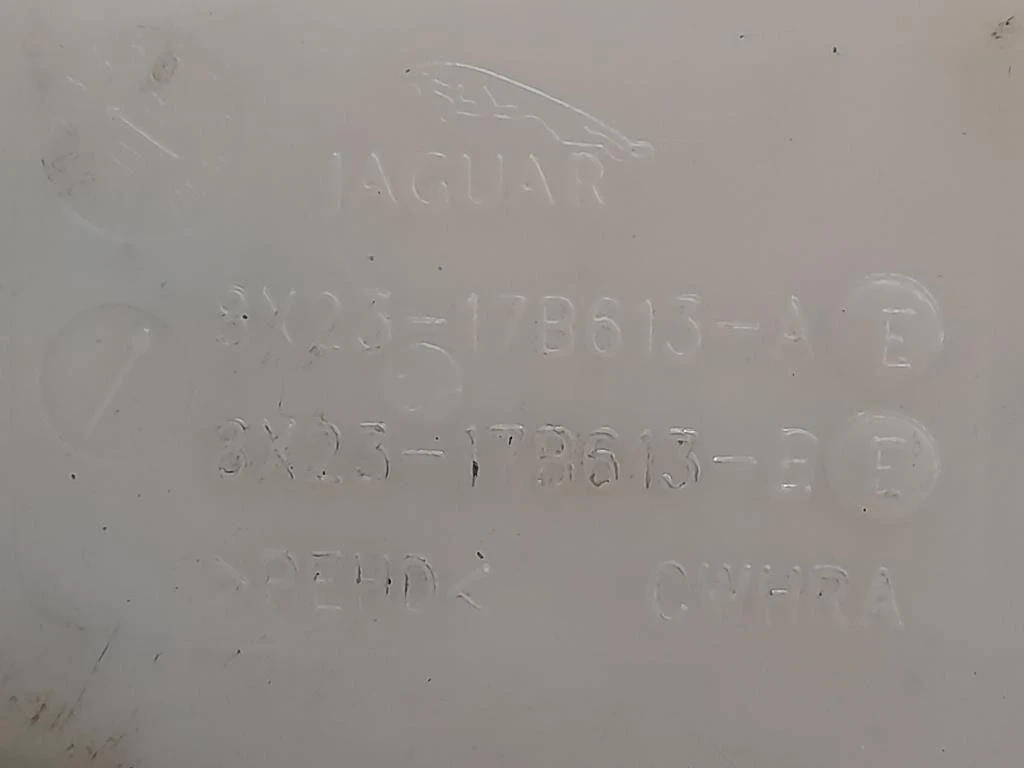 JAGUAR
8X23-17B613-A E
8X23-17B613-B E
>PEHD< CWHRA